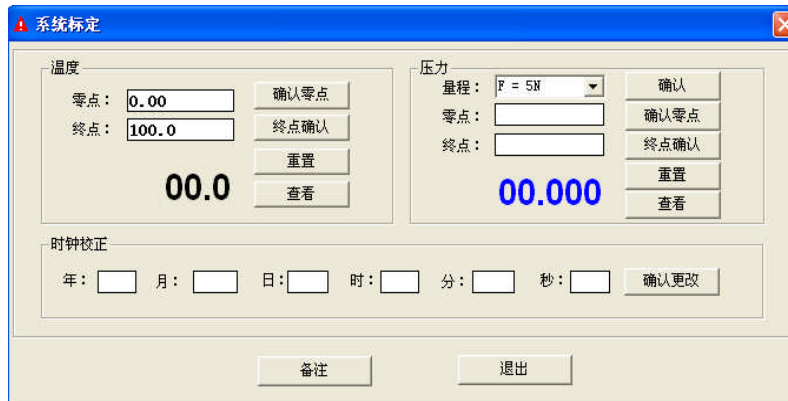 系统标定
温度
零点： 0.00 确认零点
终点： 100.0 终点确认
重置
00.0 查看
压力
量程： F = 5N 确认
零点： 确认零点
终点： 终点确认
重置
00.000 查看
时钟校正
年： 月： 日： 时： 分： 秒： 确认更改
备注 退出